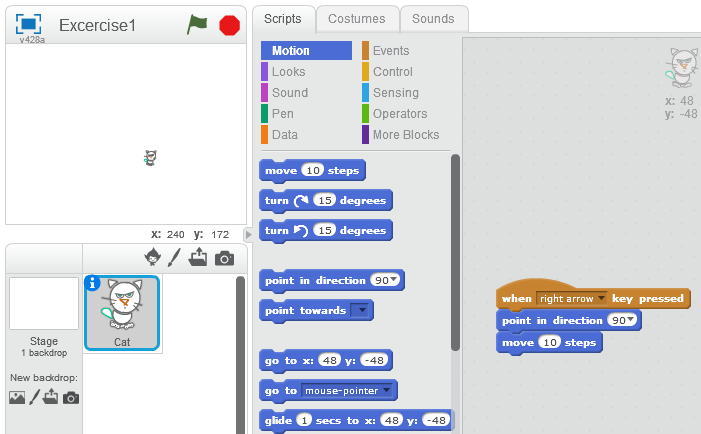 Excercise1
v428a
x: 240 y: 172
Cat
Stage
1 backdrop
New backdrop:
Scripts
Costumes
Sounds
Motion
Events
Looks
Control
Sound
Sensing
Pen
Operators
Data
More Blocks
move 10 steps
turn 15 degrees
turn 15 degrees
point in direction 90
point towards
go to x: 48 y: -48
go to mouse-pointer
glide 1 secs to x: 48 y: -48
x: 48
y: -48
when right arrow key pressed
point in direction 90
move 10 steps